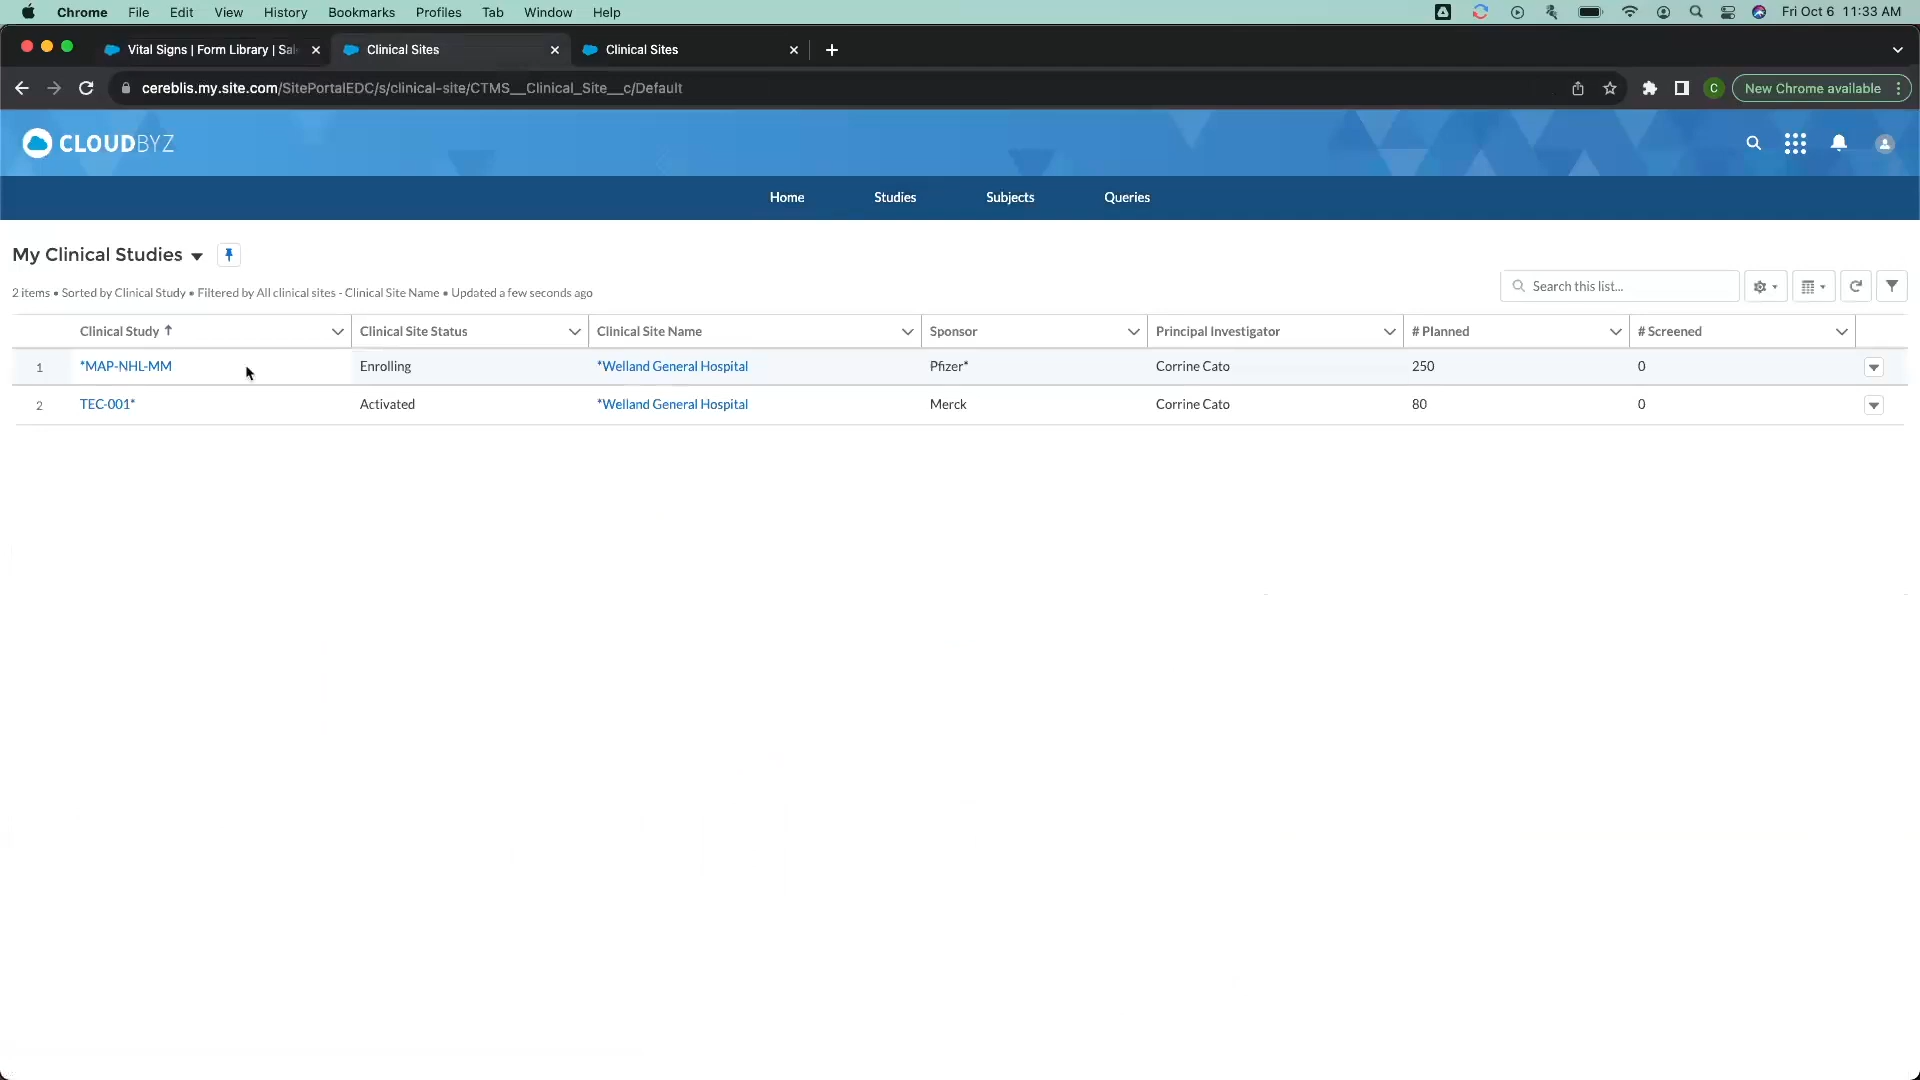 Chrome File Edit View History Bookmarks Profiles Tab Window Help Fri Oct 6 11:33 AM
Vital Signs | Form Library | Sal Clinical Sites Clinical Sites
cereblis.my.site.com/SitePortalEDC/s/clinical-site/CTMS__Clinical_Site__c/Default C New Chrome available
CLOUDBYZ
Home Studies Subjects Queries
My Clinical Studies
2 items • Sorted by Clinical Study • Filtered by All clinical sites - Clinical Site Name • Updated a few seconds ago
Search this list...
Clinical Study ↑ Clinical Site Status Clinical Site Name Sponsor Principal Investigator # Planned # Screened
1 *MAP-NHL-MM Enrolling *Welland General Hospital Pfizer* Corrine Cato 250 0
2 TEC-001* Activated *Welland General Hospital Merck Corrine Cato 80 0